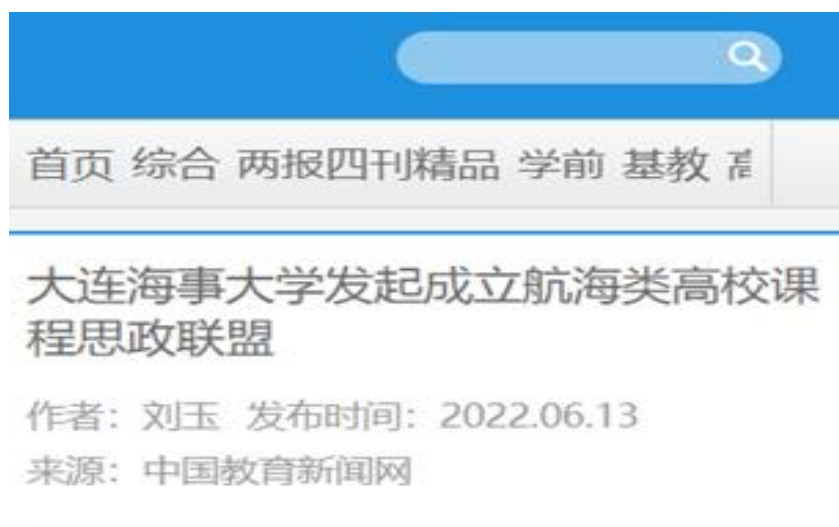 首页 综合 两报四刊精品 学前 基教
大连海事大学发起成立航海类高校课
程思政联盟
作者：刘玉 发布时间：2022.06.13
来源：中国教育新闻网